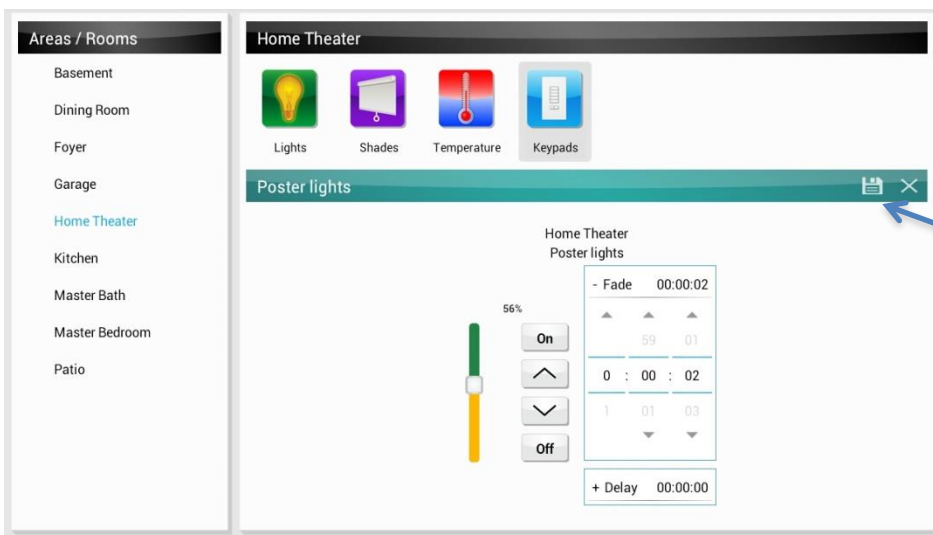 Areas / Rooms
Basement
Dining Room
Foyer
Garage
Home Theater
Kitchen
Master Bath
Master Bedroom
Patio
Home Theater
Lights
Shades
Temperature
Keypads
Poster lights
Home Theater
Poster lights
56%
On
Off
- Fade 00:00:02
59 01
0 : 00 : 02
1 01 03
+ Delay 00:00:00